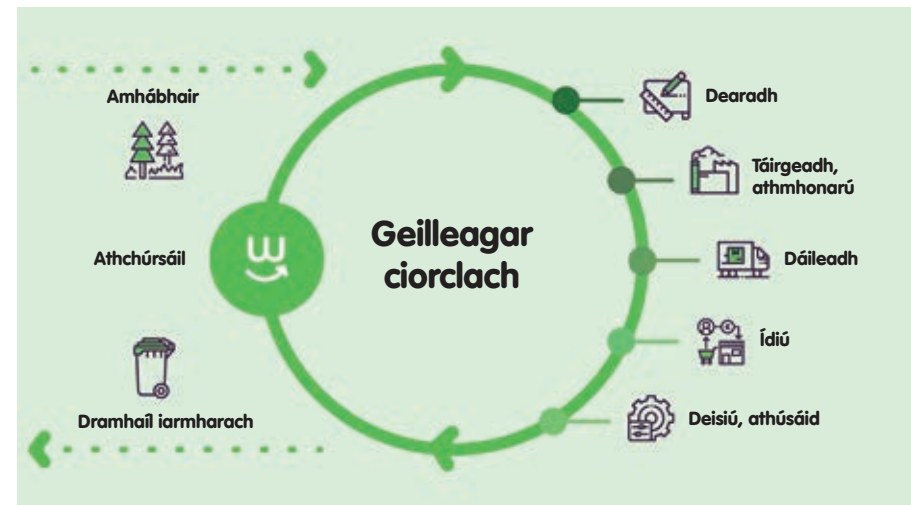 Amhábhair
Athchúrsáil
Dramhaíl iarmharach
Geilleagar
ciorclach
Dearadh
Táirgeadh,
athmhonarú
Dáileadh
Ídiú
Deisiú, athúsáid